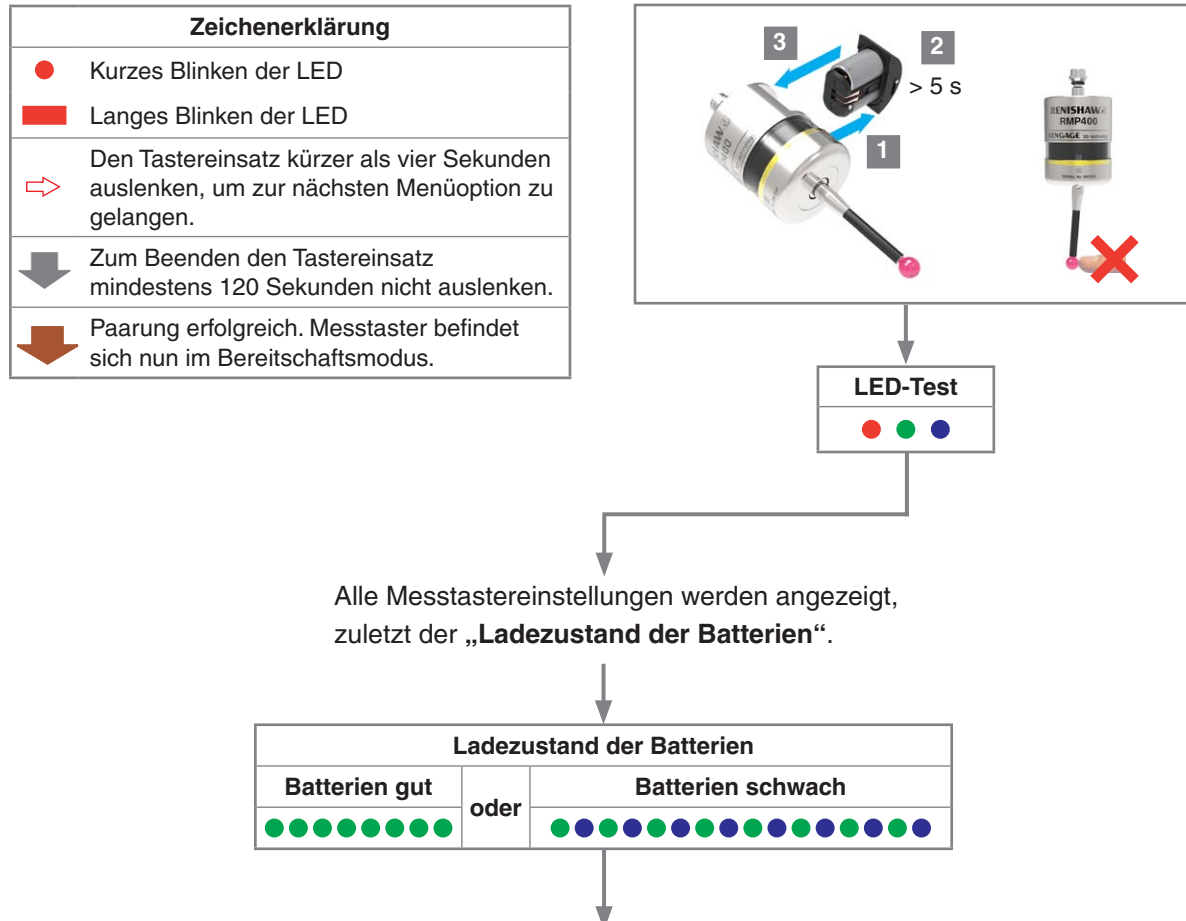 Zeichenerklärung
Kurzes Blinken der LED
Langes Blinken der LED
Den Tastereinsatz kürzer als vier Sekunden
auslenken, um zur nächsten Menüoption zu
gelangen.
Zum Beenden den Tastereinsatz
mindestens 120 Sekunden nicht auslenken.
Paarung erfolgreich. Messtaster befindet
sich nun im Bereitschaftsmodus.
3
2
> 5 s
1
RENISHAW
RMP400
RENGAGE
LED-Test
Alle Messtastereinstellungen werden angezeigt,
zuletzt der „Ladezustand der Batterien“.
Ladezustand der Batterien
Batterien gut
oder
Batterien schwach